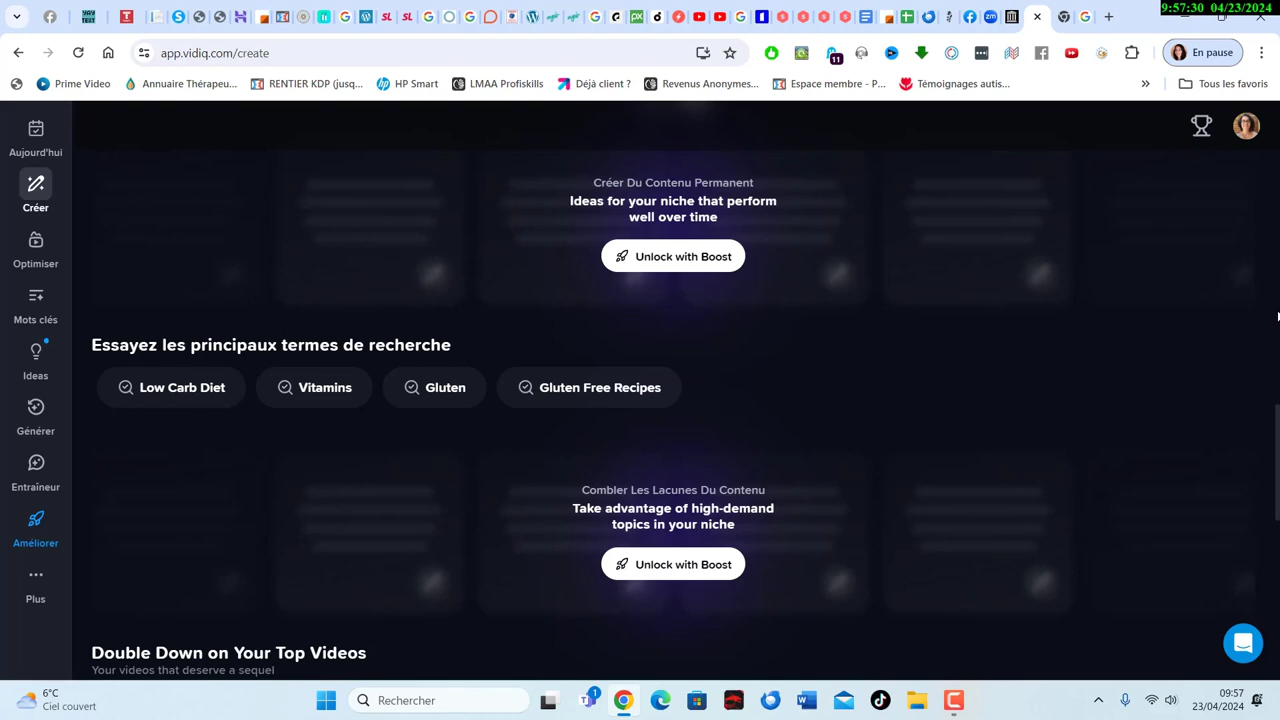 9:57:30 04/23/2024
app.vidiq.com/create
11
En pause
Prime Video
Annuaire Thérapeu...
RENTIER KDP (jusq...
HP Smart
LMAA Profiskills
Déjà client ?
Revenus Anonymes...
Espace membre - P...
Témoignages autis...
Tous les favoris
Aujourd'hui
Créer
Optimiser
Mots clés
Ideas
Générer
Entraîneur
Améliorer
Plus
Créer Du Contenu Permanent
Ideas for your niche that perform
well over time
Unlock with Boost
Essayez les principaux termes de recherche
Low Carb Diet
Vitamins
Gluten
Gluten Free Recipes
Combler Les Lacunes Du Contenu
Take advantage of high-demand
topics in your niche
Unlock with Boost
Double Down on Your Top Videos
Your videos that deserve a sequel
6°C
Ciel couvert
Rechercher
1
09:57
23/04/2024